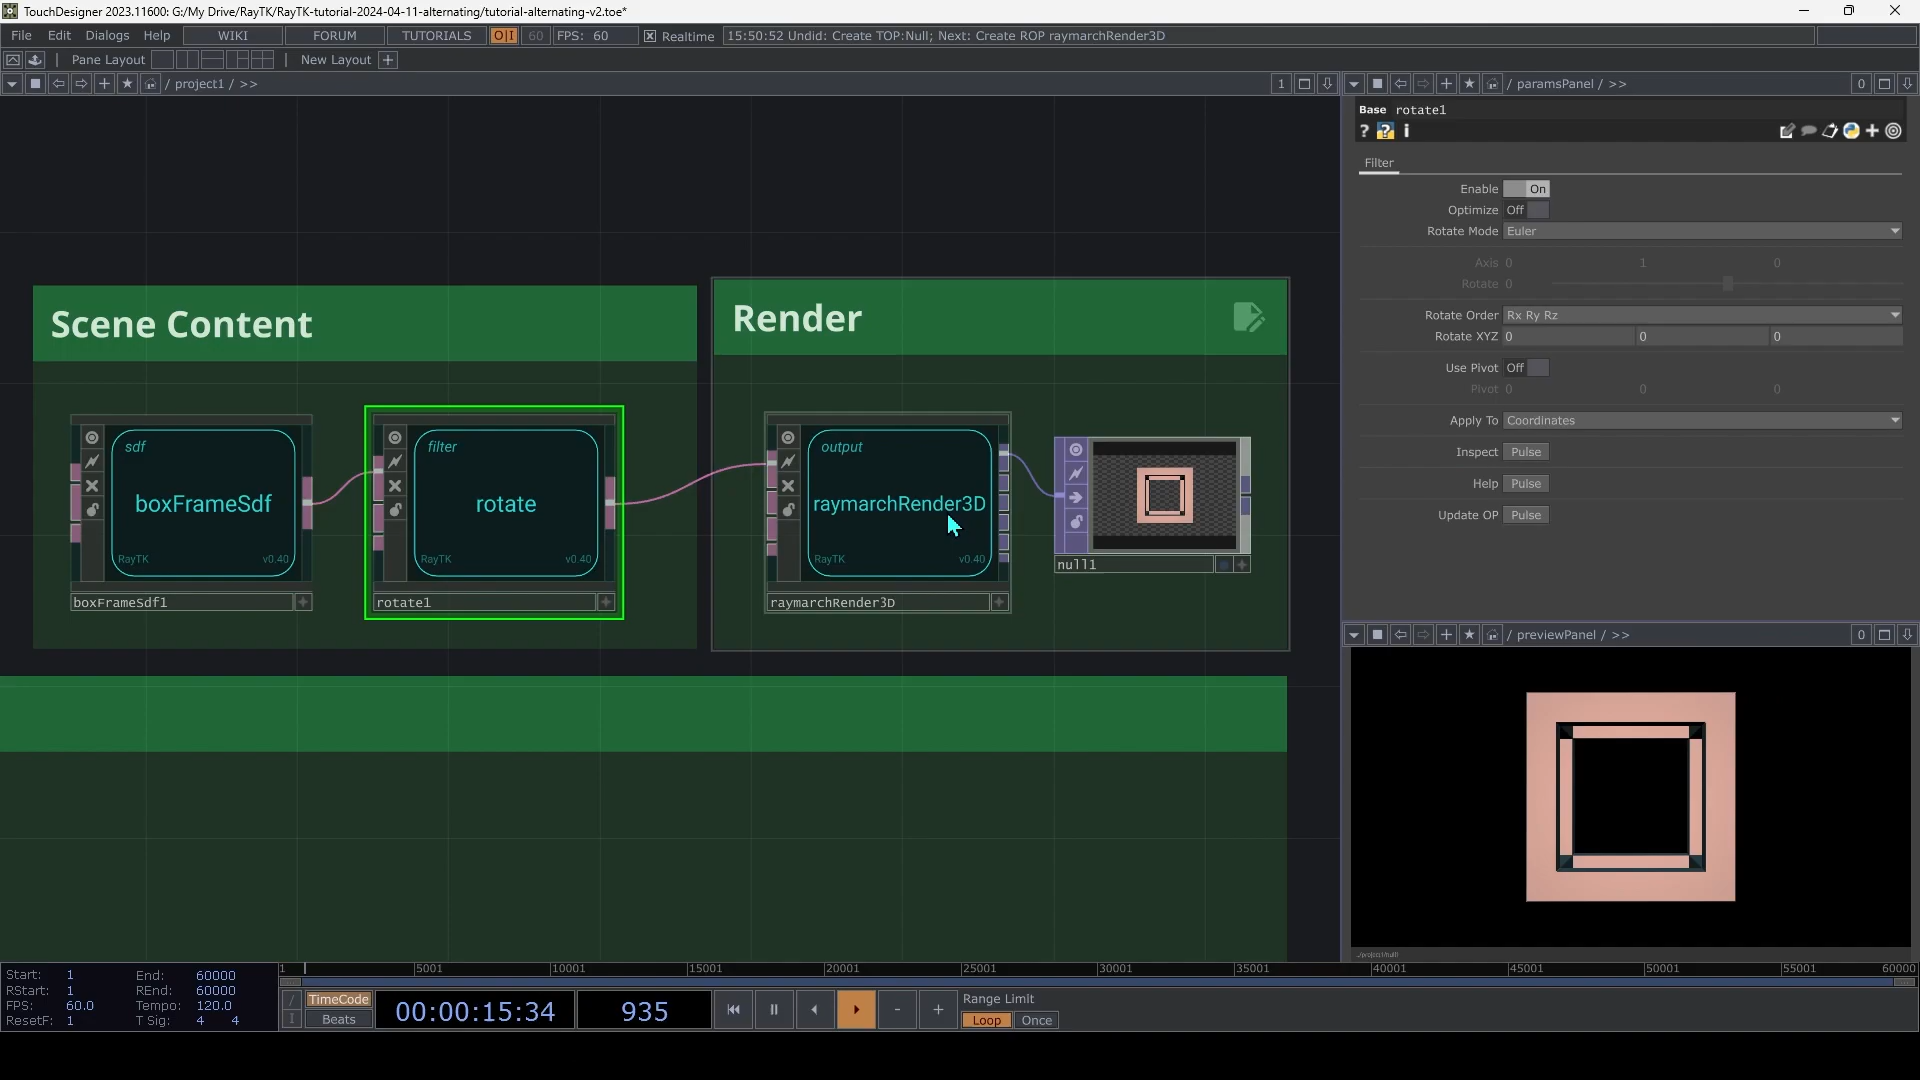 TouchDesigner 2023.11600: G:/My Drive/RayTK/RayTK-tutorial-2024-04-11-alternating/tutorial-alternating-v2.toe*
File Edit Dialogs Help WIKI FORUM TUTORIALS O|I 60 FPS: 60 Realtime 15:50:52 Undid: Create TOP:Null; Next: Create ROP raymarchRender3D
Pane Layout New Layout +
/ project1 / >> 1
/ paramsPanel / >> 0
Base rotate1
? ? i
Filter
Enable On
Optimize Off
Rotate Mode Euler
Axis 0 1 0
Rotate 0
Rotate Order Rx Ry Rz
Rotate XYZ 0 0 0
Use Pivot Off
Pivot 0 0 0
Apply To Coordinates
Inspect Pulse
Help Pulse
Update OP Pulse
Scene Content
Render
sdf
boxFrameSdf
RayTK v0.40
boxFrameSdf1
filter
rotate
RayTK v0.40
rotate1
output
raymarchRender3D
RayTK v0.40
raymarchRender3D
null1
/ previewPanel / >> 0
Start: 1 End: 60000
RStart: 1 REnd: 60000
FPS: 60.0 Tempo: 120.0
ResetF: 1 T Sig: 4 4
1 5001 10001 15001 20001 25001 30001 35001 40001 45001 50001 55001 60000
TimeCode
Beats
00:00:15:34
935
Range Limit
Loop Once